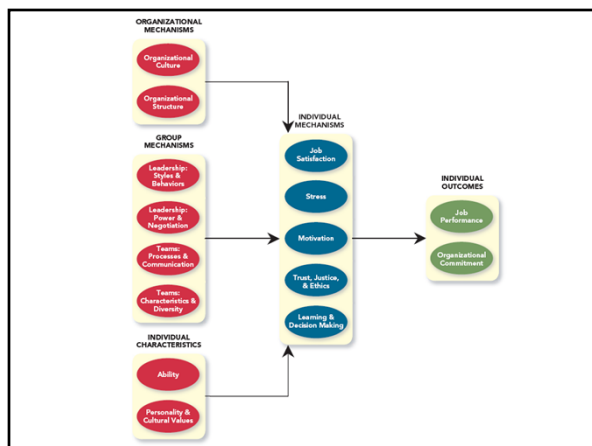 ORGANIZATIONAL
MECHANISMS
Organizational
Culture
Organizational
Structure
GROUP
MECHANISMS
Leadership:
Styles &
Behaviors
Leadership:
Power &
Negotiation
Teams:
Processes &
Communication
Teams:
Characteristics &
Diversity
INDIVIDUAL
CHARACTERISTICS
Ability
Personality &
Cultural Values
INDIVIDUAL
MECHANISMS
Job
Satisfaction
Stress
Motivation
Trust, Justice,
& Ethics
Learning &
Decision Making
INDIVIDUAL
OUTCOMES
Job
Performance
Organizational
Commitment